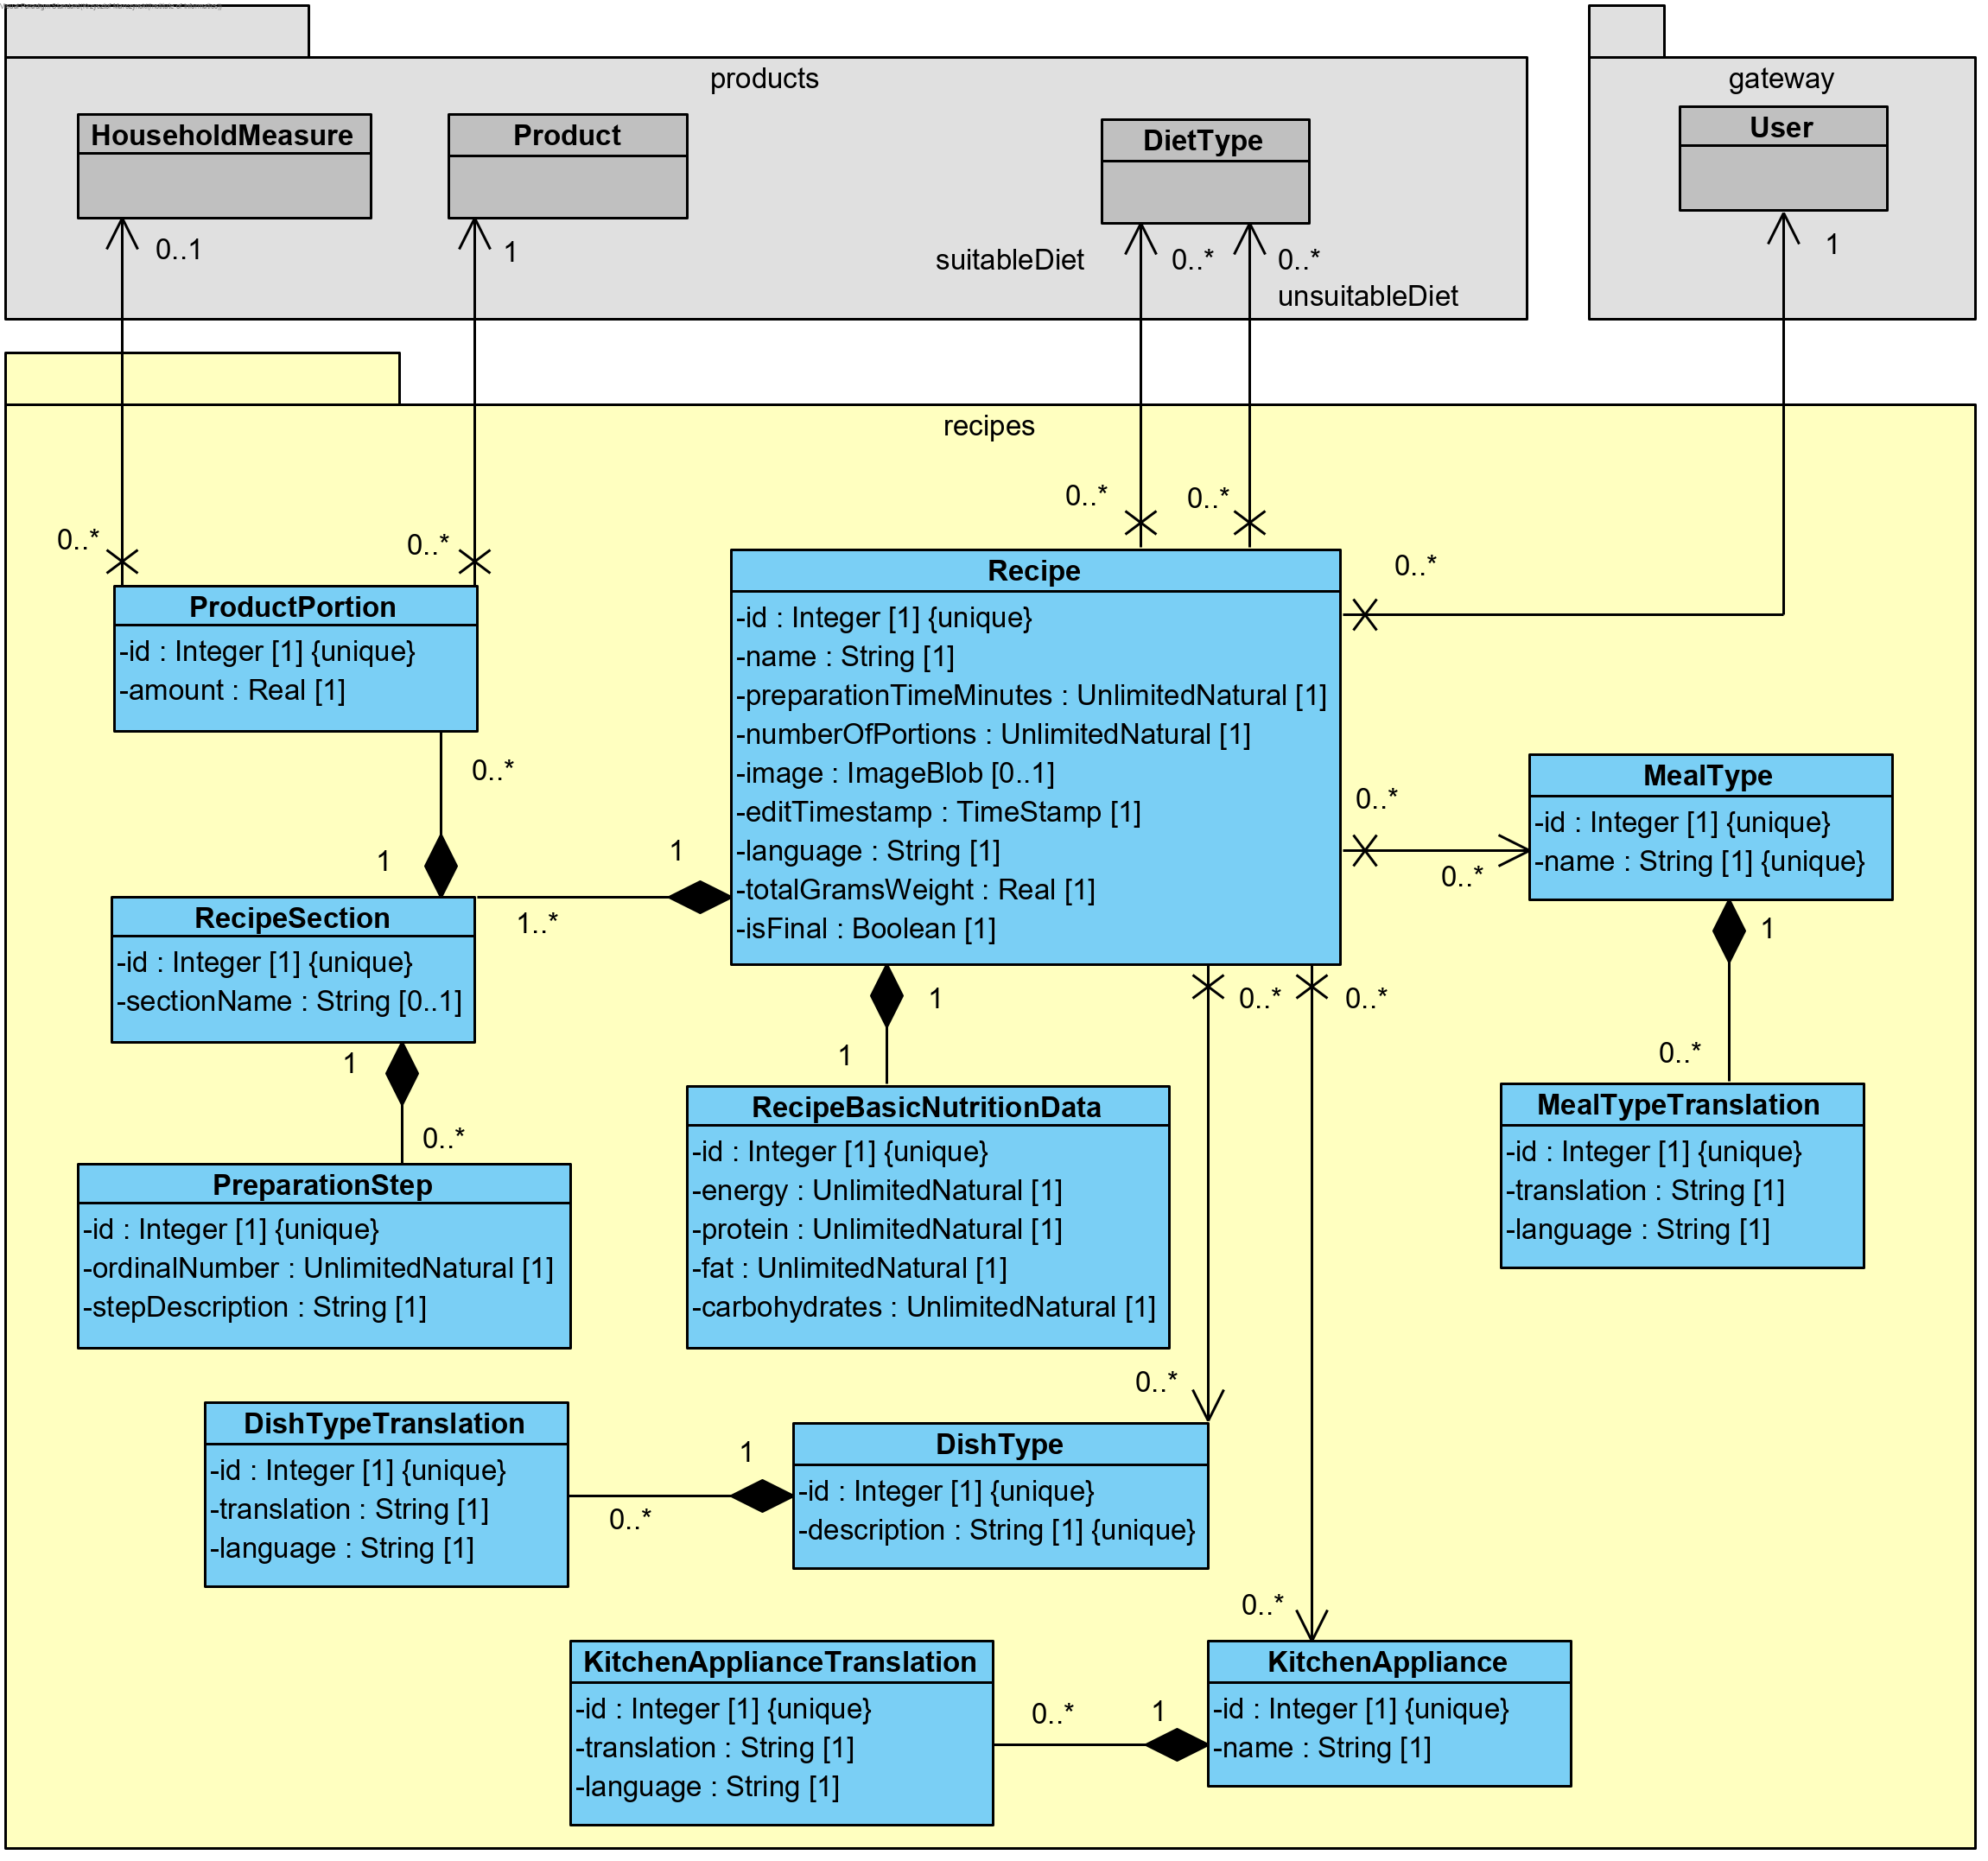 products
gateway
HouseholdMeasure
Product
DietType
User
0..1
1
suitableDiet
0..*
0..*
unsuitableDiet
1
recipes
0..*
0..*
0..*
0..*
0..*
ProductPortion
-id : Integer [1] {unique}
-amount : Real [1]
Recipe
-id : Integer [1] {unique}
-name : String [1]
-preparationTimeMinutes : UnlimitedNatural [1]
-numberOfPortions : UnlimitedNatural [1]
-image : ImageBlob [0..1]
-editTimestamp : TimeStamp [1]
-language : String [1]
-totalGramsWeight : Real [1]
-isFinal : Boolean [1]
0..*
1
1
1..*
0..*
0..*
MealType
-id : Integer [1] {unique}
-name : String [1] {unique}
RecipeSection
-id : Integer [1] {unique}
-sectionName : String [0..1]
1
0..*
1
1
0..*
0..*
1
0..*
PreparationStep
-id : Integer [1] {unique}
-ordinalNumber : UnlimitedNatural [1]
-stepDescription : String [1]
RecipeBasicNutritionData
-id : Integer [1] {unique}
-energy : UnlimitedNatural [1]
-protein : UnlimitedNatural [1]
-fat : UnlimitedNatural [1]
-carbohydrates : UnlimitedNatural [1]
MealTypeTranslation
-id : Integer [1] {unique}
-translation : String [1]
-language : String [1]
0..*
DishTypeTranslation
-id : Integer [1] {unique}
-translation : String [1]
-language : String [1]
1
0..*
DishType
-id : Integer [1] {unique}
-description : String [1] {unique}
0..*
KitchenApplianceTranslation
-id : Integer [1] {unique}
-translation : String [1]
-language : String [1]
0..*
1
KitchenAppliance
-id : Integer [1] {unique}
-name : String [1]